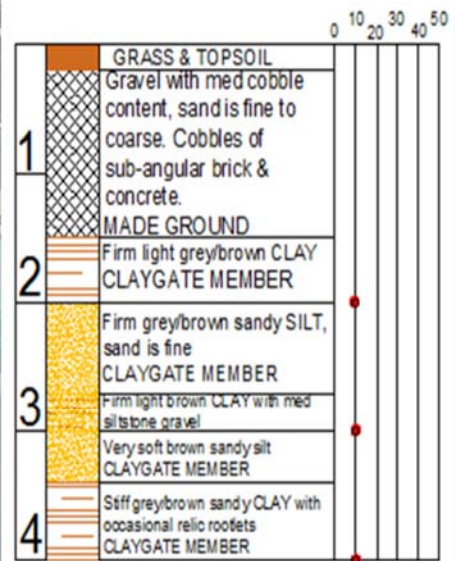 0 10 20 30 40 50
GRASS & TOPSOIL
Gravel with med cobble
content, sand is fine to
coarse. Cobbles of
sub-angular brick &
concrete.
MADE GROUND
1
Firm light grey/brown CLAY
CLAYGATE MEMBER
2
Firm grey/brown sandy SILT,
sand is fine
CLAYGATE MEMBER
Firm light brown CLAY with med
siltstone gravel
3
Very soft brown sandy silt
CLAYGATE MEMBER
Stiff grey/brown sandy CLAY with
occasional relic rootlets
CLAYGATE MEMBER
4